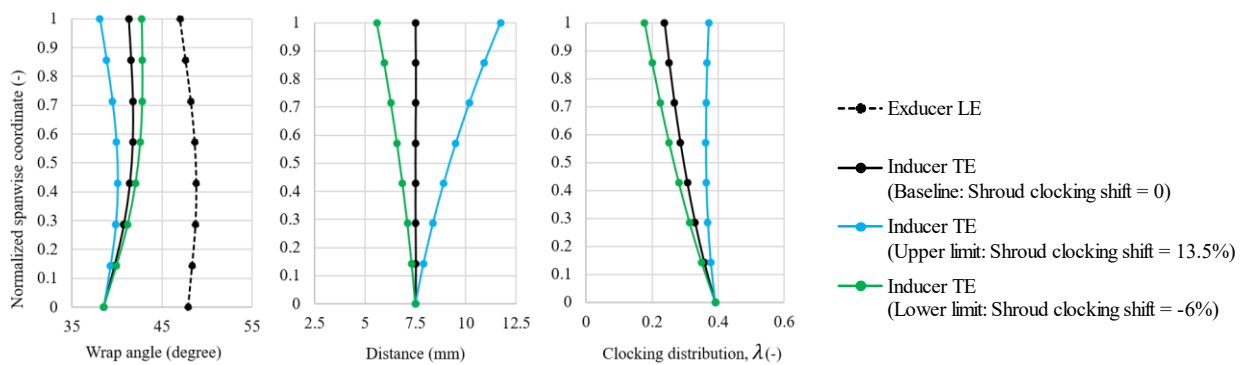 Normalized spanwise coordinate (-)
1
0.9
0.8
0.7
0.6
0.5
0.4
0.3
0.2
0.1
0
35 45 55
Wrap angle (degree)
1
0.9
0.8
0.7
0.6
0.5
0.4
0.3
0.2
0.1
0
2.5 5 7.5 10 12.5
Distance (mm)
1
0.9
0.8
0.7
0.6
0.5
0.4
0.3
0.2
0.1
0
0 0.2 0.4 0.6
Clocking distribution, λ (-)
Exducer LE
Inducer TE
(Baseline: Shroud clocking shift = 0)
Inducer TE
(Upper limit: Shroud clocking shift = 13.5%)
Inducer TE
(Lower limit: Shroud clocking shift = -6%)